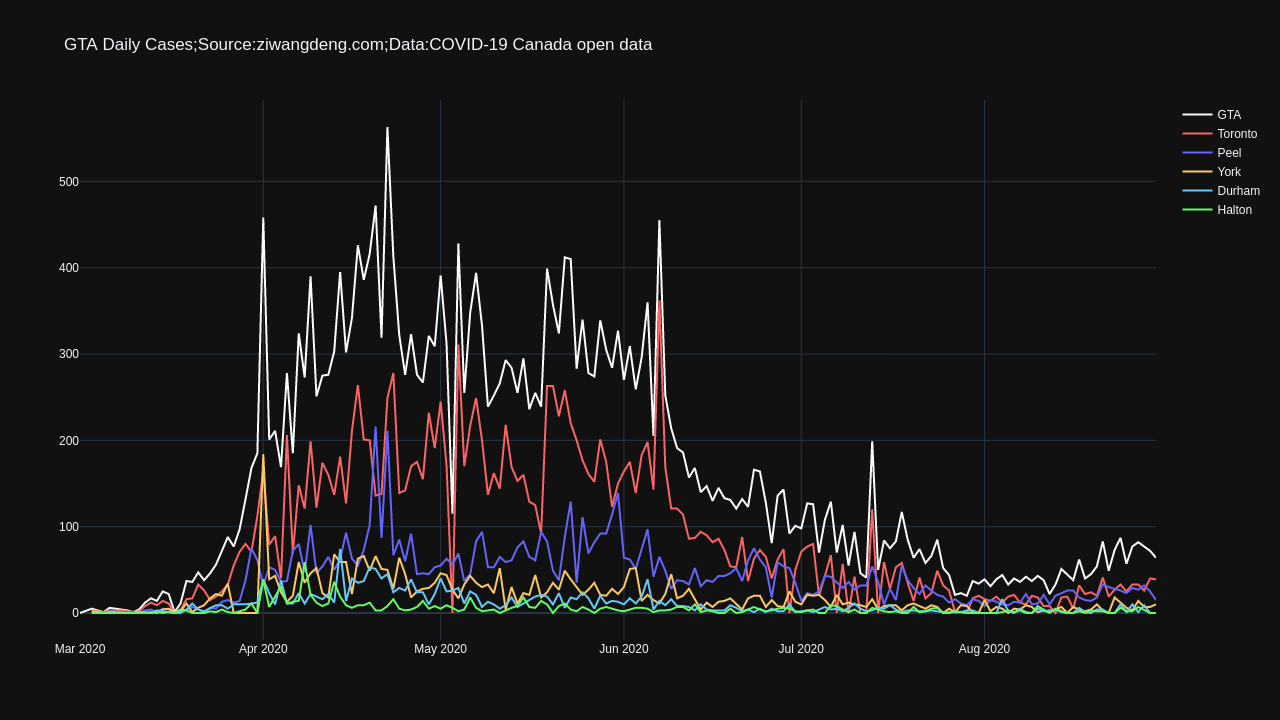 GTA Daily Cases;Source:ziwangdeng.com;Data:COVID-19 Canada open data
GTA
Toronto
Peel
York
Durham
Halton
500
400
300
200
100
0
Mar 2020
Apr 2020
May 2020
Jun 2020
Jul 2020
Aug 2020